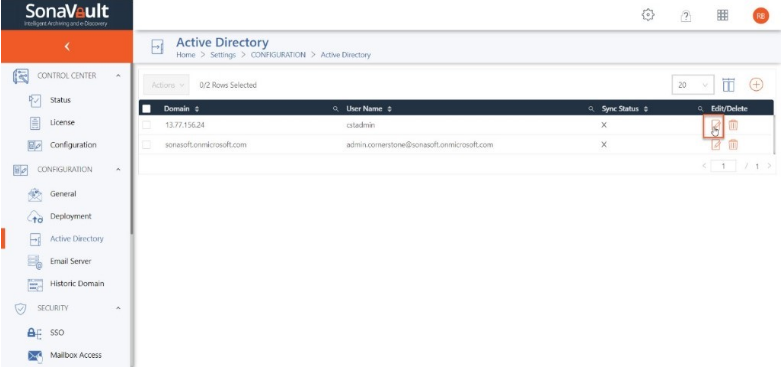 SonaVault
Intelligent Archiving and e-Discovery
? RB
Active Directory
Home > Settings > CONFIGURATION > Active Directory
CONTROL CENTER
Status
License
Configuration
CONFIGURATION
General
Deployment
Active Directory
Email Server
Historic Domain
SECURITY
SSO
Mailbox Access
Actions 0/2 Rows Selected 20
Domain User Name Sync Status Edit/Delete
13.77.156.24 cstadmin X
sonasoft.onmicrosoft.com admin.cornerstone@sonasoft.onmicrosoft.com X
< 1 / 1 >